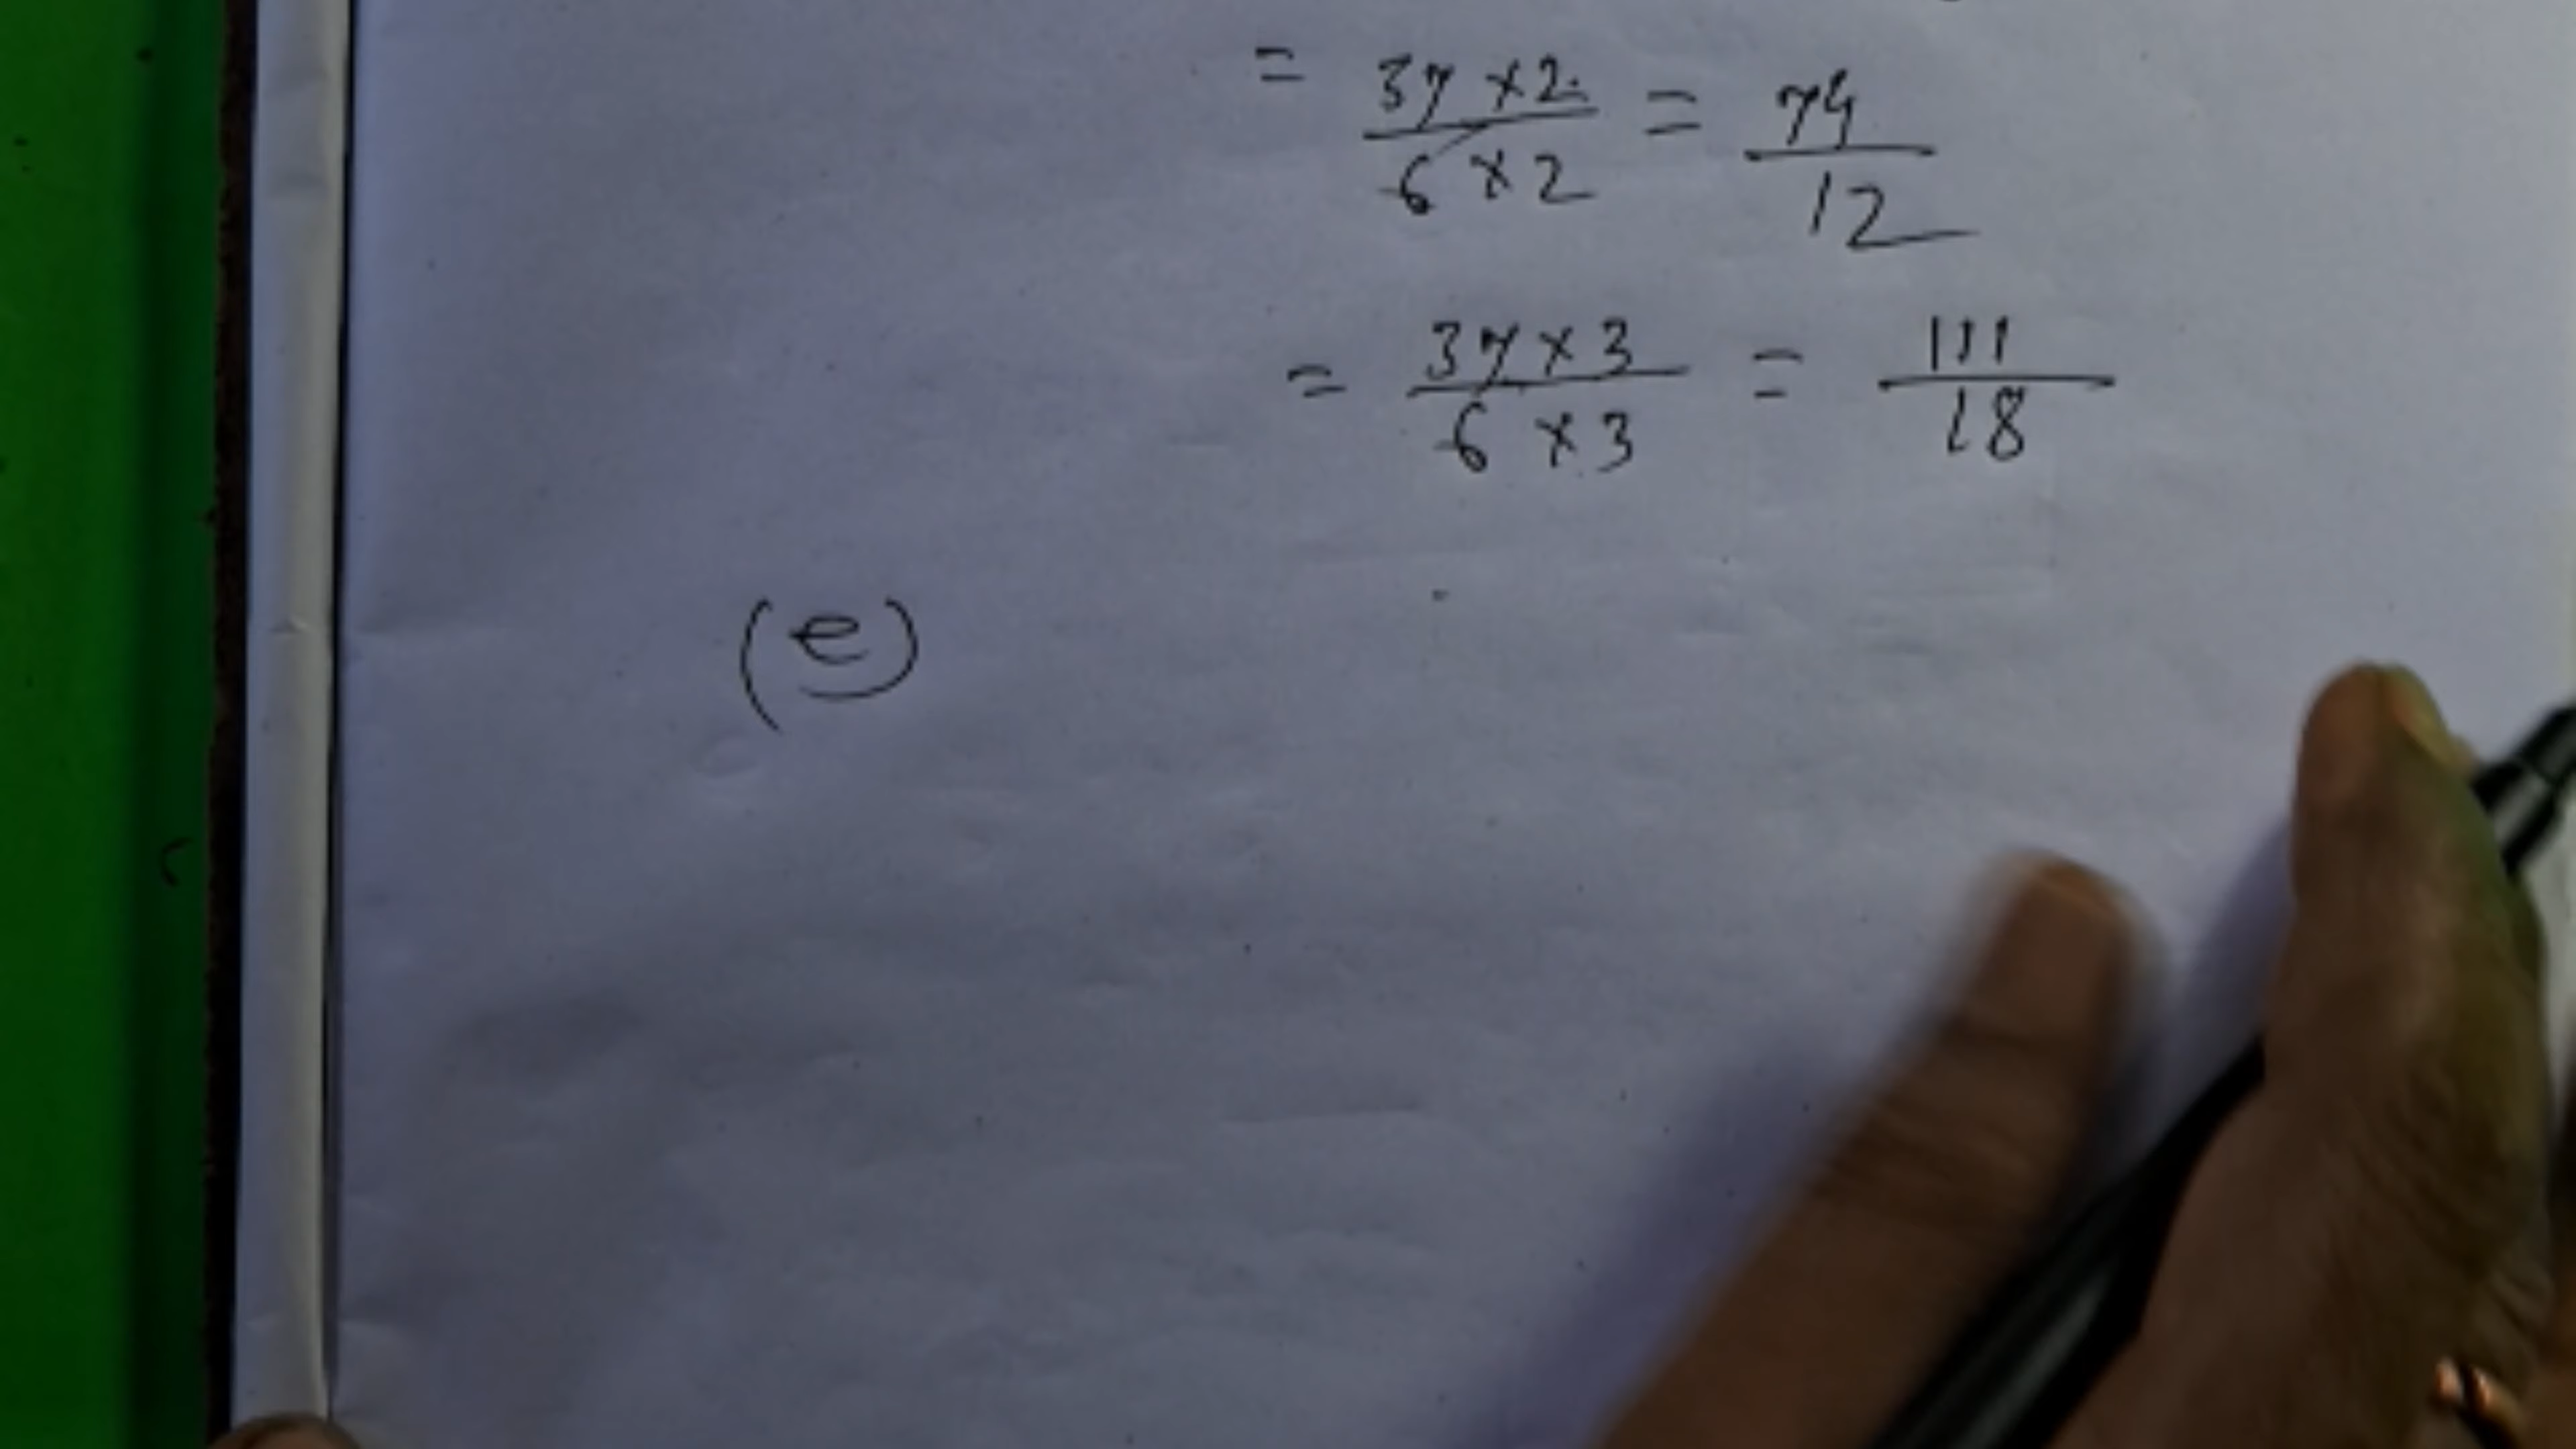 = 37 ×2 / 6 ×2 = 74 / 12
= 37 × 3 / 6 × 3 = 111 / 18
(e)